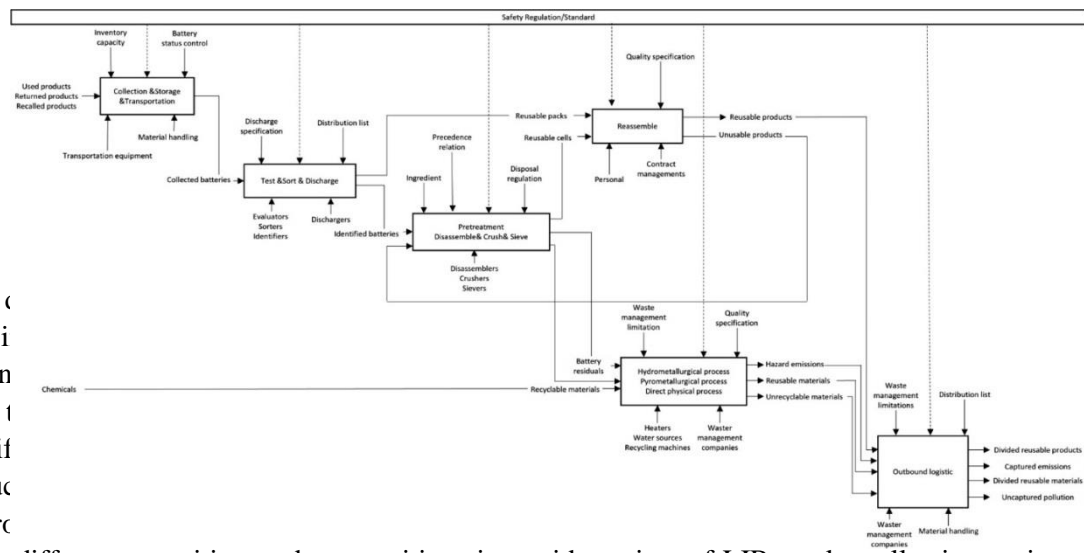 Safety Regulation/Standard
Inventory
capacity
Battery
status control
Used products
Returned products
Recalled products
Collection &Storage
&Transportation
Material handling
Transportation equipment
Discharge
specification
Distribution list
Collected batteries
Test &Sort & Discharge
Evaluators
Sorters
Identifiers
Dischargers
Identified batteries
Ingredient
Precedence
relation
Disposal
regulation
Pretreatment
Disassemble& Crush& Sieve
Disassemblers
Crushers
Sievers
Quality specification
Reusable packs
Reusable cells
Reassemble
Reusable products
Unusable products
Personal
Contract
managements
Waste
management
limitation
Quality
specification
Battery
residuals
Chemicals
Recyclable materials
Hydrometallurgical process
Pyrometallurgical process
Direct physical process
Hazard emissions
Reusable materials
Unrecyclable materials
Heaters
Water sources
Recycling machines
Waster
management
companies
Waste
management
limitations
Distribution list
Outbound logistic
Divided reusable products
Captured emissions
Divided reusable materials
Uncaptured pollution
Waster
management
companies
Material handling